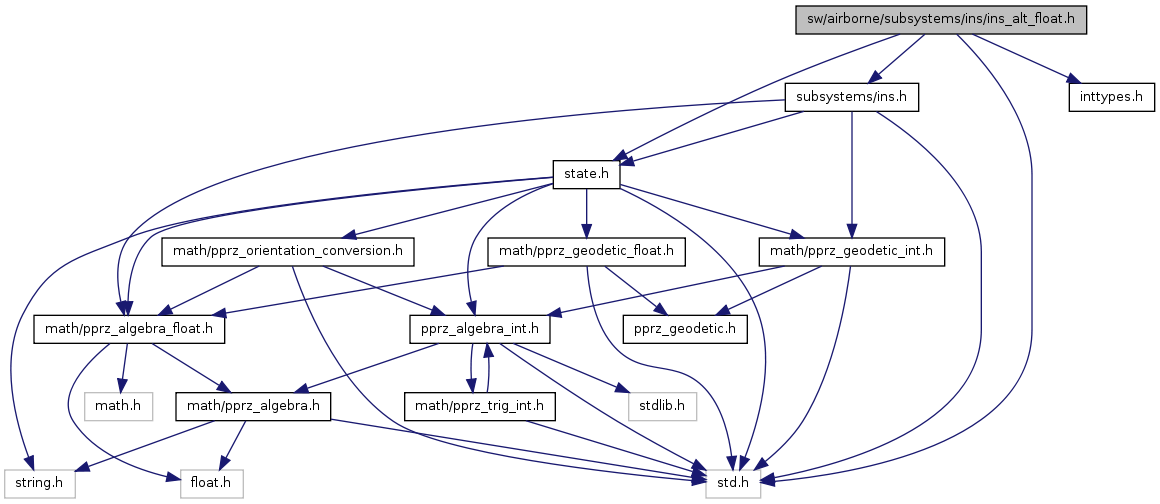 sw/airborne/subsystems/ins/ins_alt_float.h
subsystems/ins.h
inttypes.h
state.h
math/pprz_orientation_conversion.h
math/pprz_geodetic_float.h
math/pprz_geodetic_int.h
math/pprz_algebra_float.h
pprz_algebra_int.h
pprz_geodetic.h
math.h
math/pprz_algebra.h
math/pprz_trig_int.h
stdlib.h
string.h
float.h
std.h